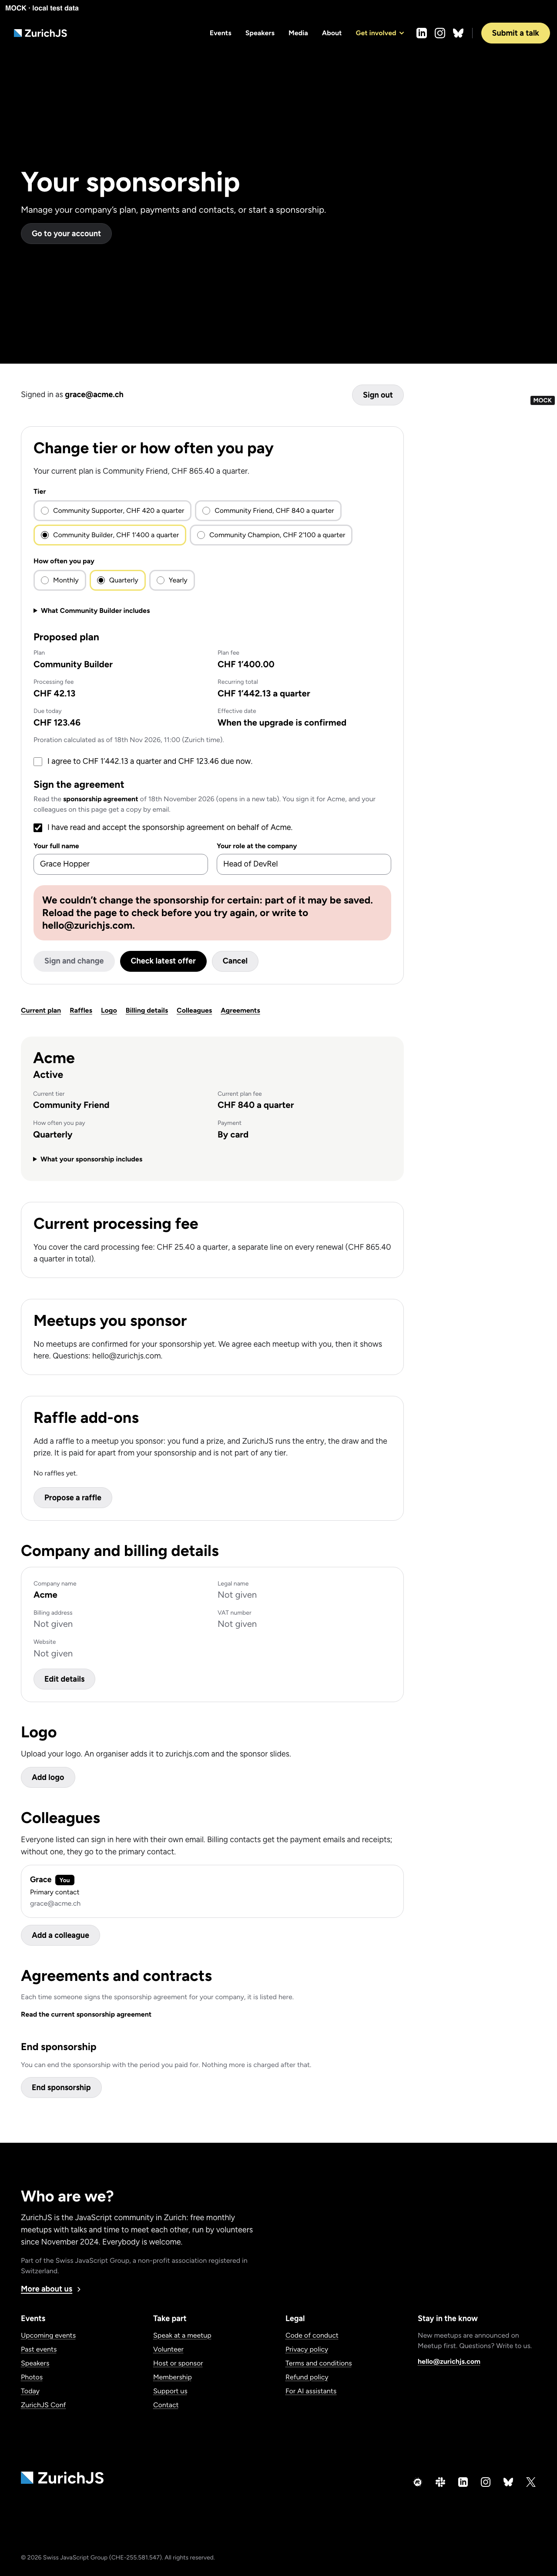 MOCK · local test data
ZurichJS
Events
Speakers
Media
About
Get involved
Submit a talk
Your sponsorship
Manage your company's plan, payments and contacts, or start a sponsorship.
Go to your account
Signed in as grace@acme.ch
Sign out
MOCK
Change tier or how often you pay
Your current plan is Community Friend, CHF 865.40 a quarter.
Tier
Community Supporter, CHF 420 a quarter
Community Friend, CHF 840 a quarter
Community Builder, CHF 1'400 a quarter
Community Champion, CHF 2'100 a quarter
How often you pay
Monthly
Quarterly
Yearly
What Community Builder includes
Proposed plan
Plan
Plan fee
Community Builder
CHF 1'400.00
Processing fee
Recurring total
CHF 42.13
CHF 1'442.13 a quarter
Due today
Effective date
CHF 123.46
When the upgrade is confirmed
Proration calculated as of 18th Nov 2026, 11:00 (Zurich time).
I agree to CHF 1'442.13 a quarter and CHF 123.46 due now.
Sign the agreement
Read the sponsorship agreement of 18th November 2026 (opens in a new tab). You sign it for Acme, and your
colleagues on this page get a copy by email.
I have read and accept the sponsorship agreement on behalf of Acme.
Your full name
Your role at the company
Grace Hopper
Head of DevRel
We couldn't change the sponsorship for certain: part of it may be saved.
Reload the page to check before you try again, or write to
hello@zurichjs.com.
Sign and change
Check latest offer
Cancel
Current plan
Raffles
Logo
Billing details
Colleagues
Agreements
Acme
Active
Current tier
Current plan fee
Community Friend
CHF 840 a quarter
How often you pay
Payment
Quarterly
By card
What your sponsorship includes
Current processing fee
You cover the card processing fee: CHF 25.40 a quarter, a separate line on every renewal (CHF 865.40
a quarter in total).
Meetups you sponsor
No meetups are confirmed for your sponsorship yet. We agree each meetup with you, then it shows
here. Questions: hello@zurichjs.com.
Raffle add-ons
Add a raffle to a meetup you sponsor: you fund a prize, and ZurichJS runs the entry, the draw and the
prize. It is paid for apart from your sponsorship and is not part of any tier.
No raffles yet.
Propose a raffle
Company and billing details
Company name
Legal name
Acme
Not given
Billing address
VAT number
Not given
Not given
Website
Not given
Edit details
Logo
Upload your logo. An organiser adds it to zurichjs.com and the sponsor slides.
Add logo
Colleagues
Everyone listed can sign in here with their own email. Billing contacts get the payment emails and receipts;
without one, they go to the primary contact.
Grace You
Primary contact
grace@acme.ch
Add a colleague
Agreements and contracts
Each time someone signs the sponsorship agreement for your company, it is listed here.
Read the current sponsorship agreement
End sponsorship
You can end the sponsorship with the period you paid for. Nothing more is charged after that.
End sponsorship
Who are we?
ZurichJS is the JavaScript community in Zurich: free monthly
meetups with talks and time to meet each other, run by volunteers
since November 2024. Everybody is welcome.
Part of the Swiss JavaScript Group, a non-profit association registered in
Switzerland.
More about us
Events
Upcoming events
Past events
Speakers
Photos
Today
ZurichJS Conf
Take part
Speak at a meetup
Volunteer
Host or sponsor
Membership
Support us
Contact
Legal
Code of conduct
Privacy policy
Terms and conditions
Refund policy
For AI assistants
Stay in the know
New meetups are announced on
Meetup first. Questions? Write to us.
hello@zurichjs.com
ZurichJS
© 2026 Swiss JavaScript Group (CHE-255.581.547). All rights reserved.